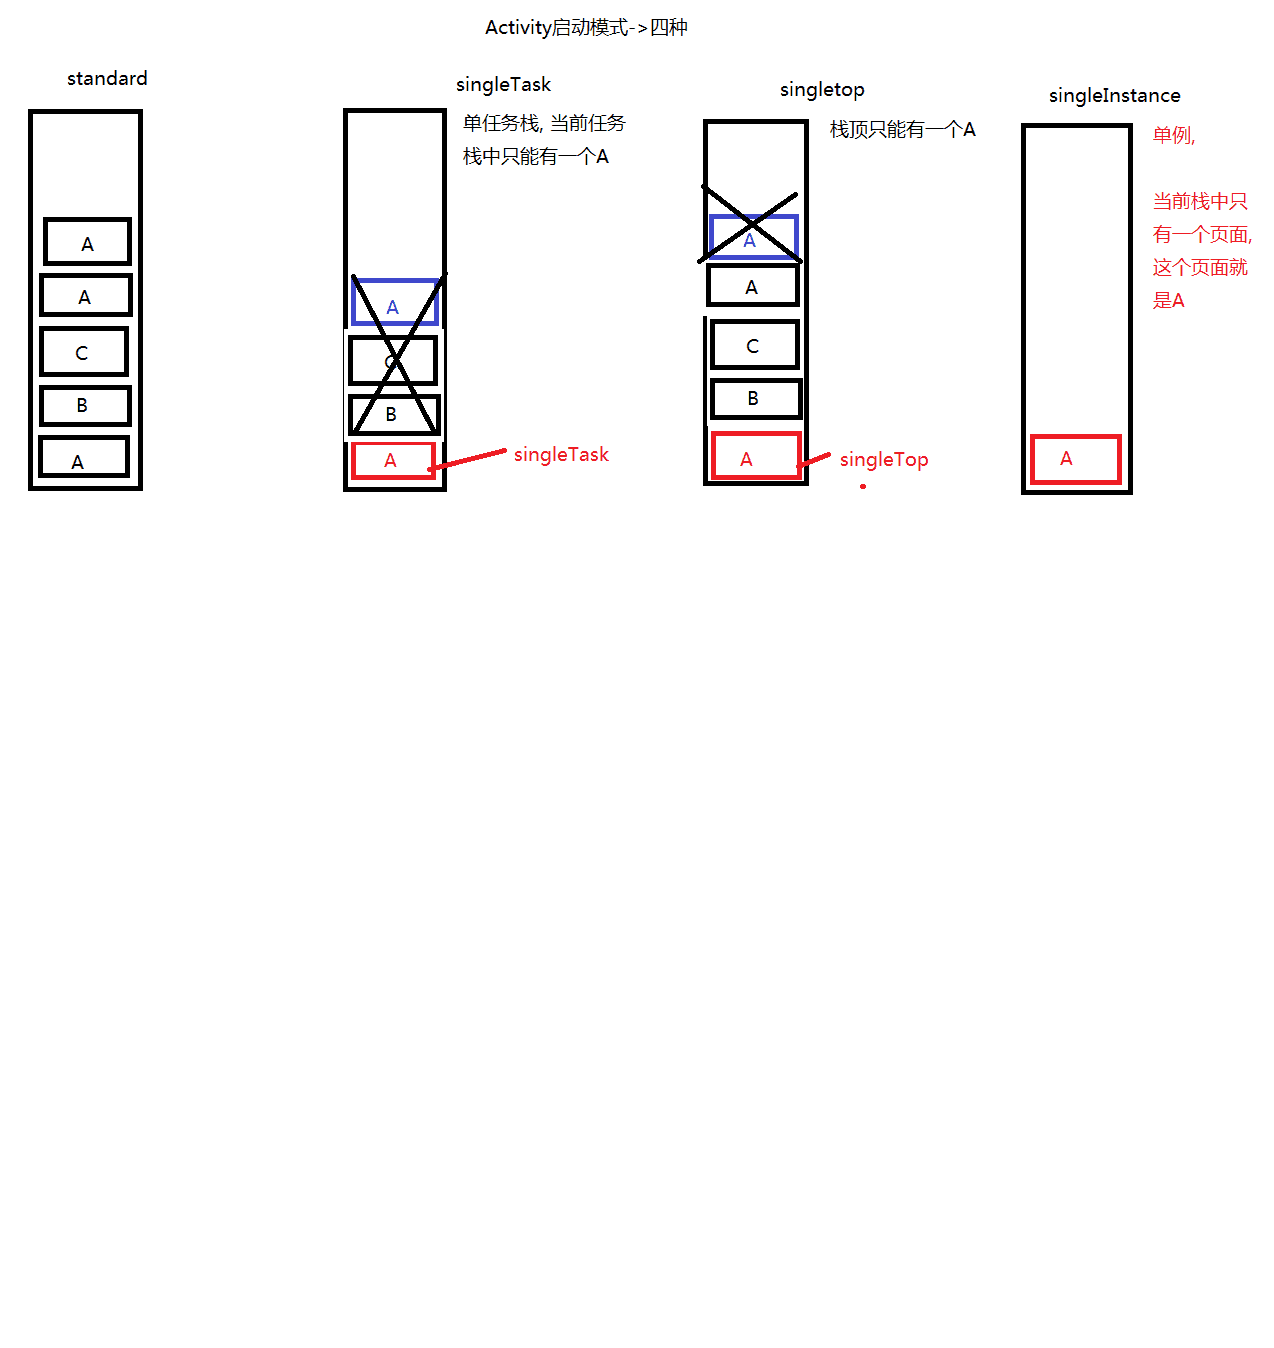 Activity启动模式->四种
standard
A
A
C
B
A
singleTask
单任务栈, 当前任务
栈中只能有一个A
A
C
B
A
singleTask
singletop
栈顶只能有一个A
A
A
C
B
A
singleTop
singleInstance
单例,
当前栈中只
有一个页面,
这个页面就
是A
A